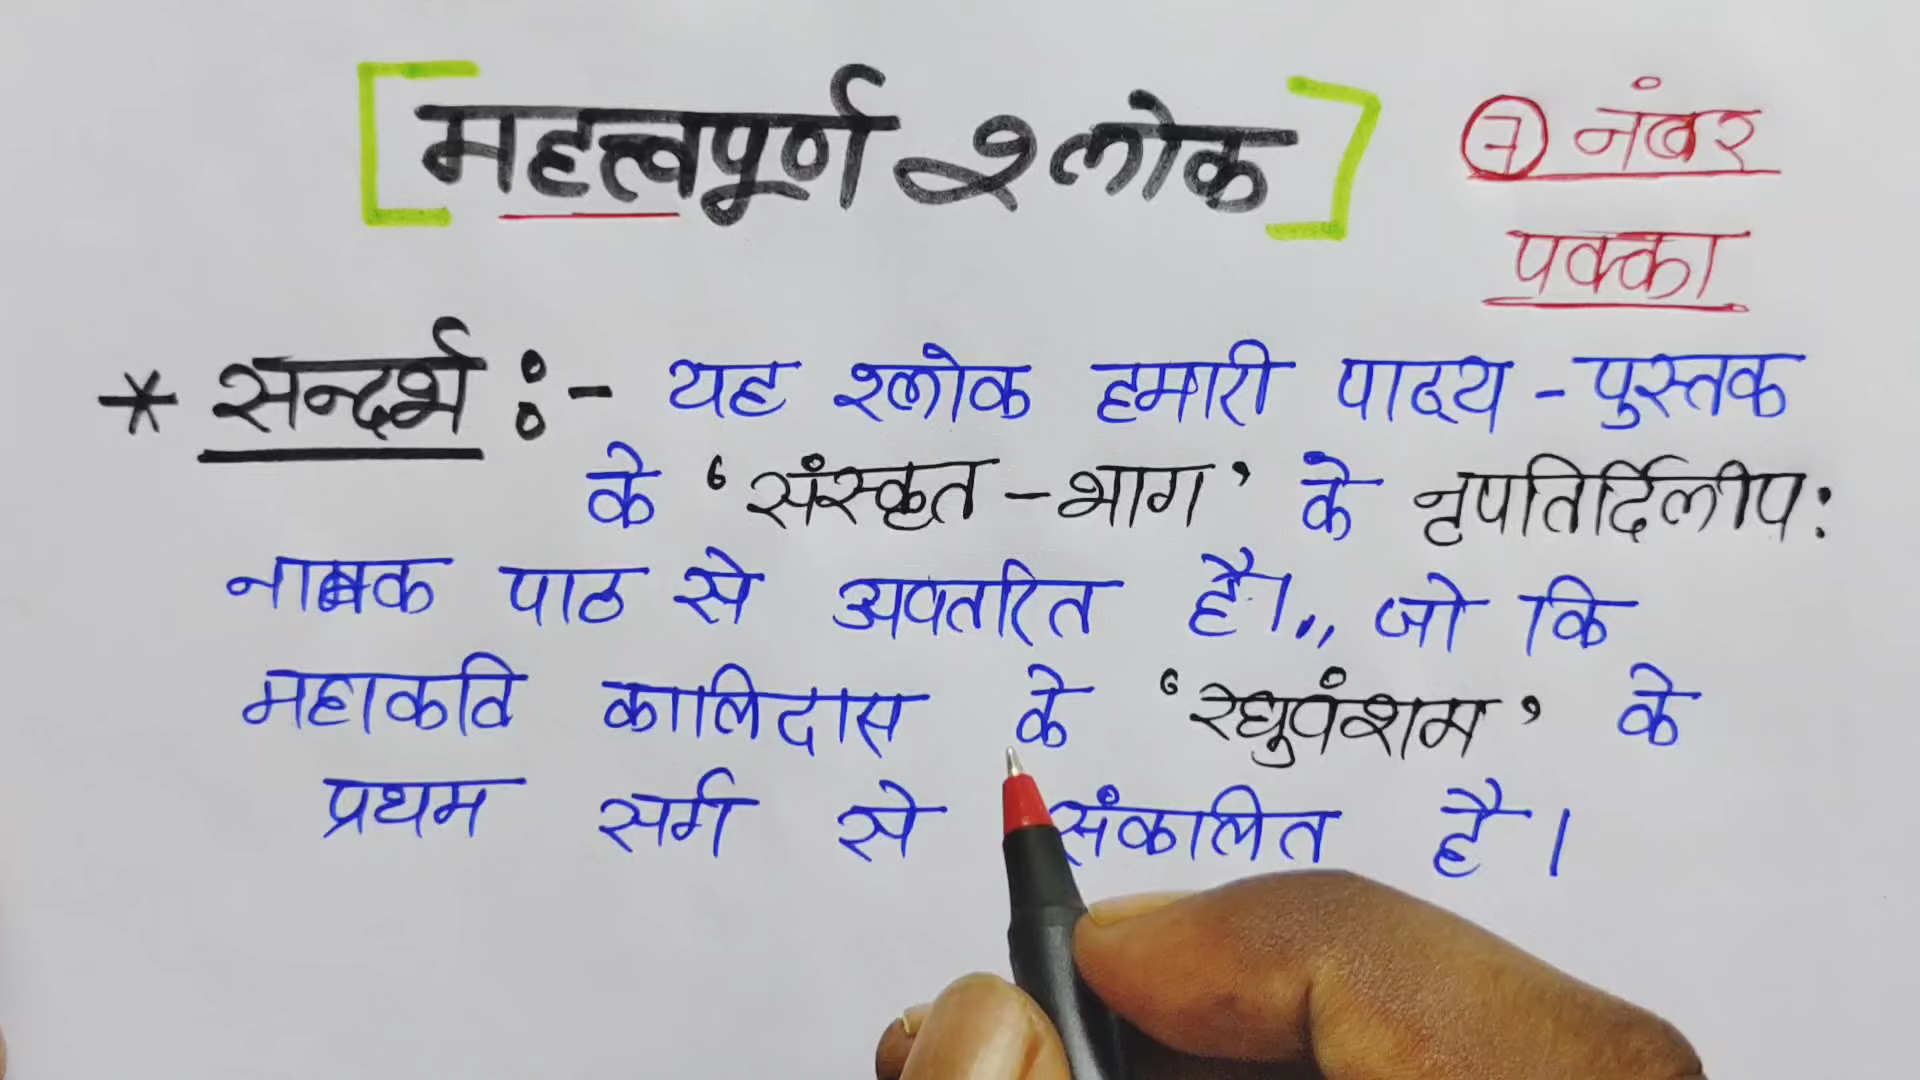 [महत्त्वपूर्ण श्लोक]
7 नंबर
पक्का
* सन्दर्भ :- यह श्लोक हमारी पाठ्य - पुस्तक
के 'संस्कृत - भाग' के नृपतिर्दिलीपः
नामक पाठ से अवतरित है।,, जो कि
महाकवि कालिदास के 'रघुवंशम' के
प्रथम सर्ग से संकलित है।